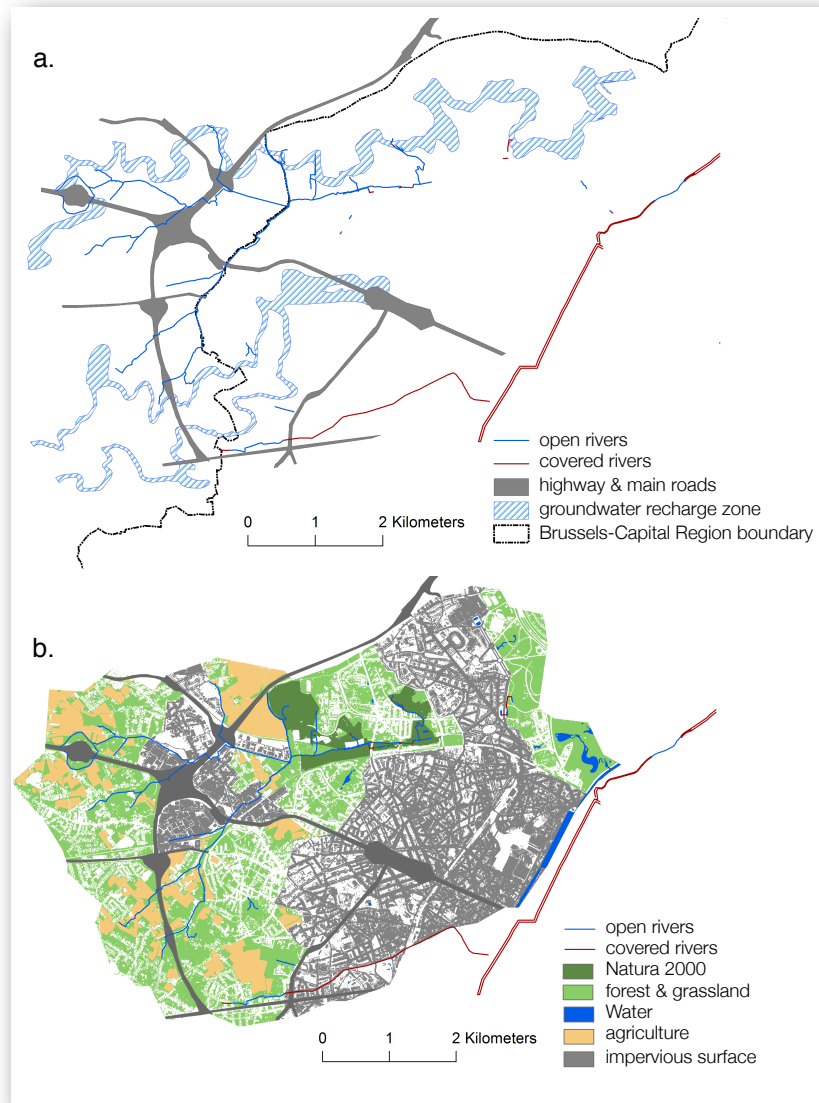 a.
open rivers
covered rivers
highway & main roads
groundwater recharge zone
Brussels-Capital Region boundary
0 1 2 Kilometers
b.
open rivers
covered rivers
Natura 2000
forest & grassland
Water
agriculture
impervious surface
0 1 2 Kilometers